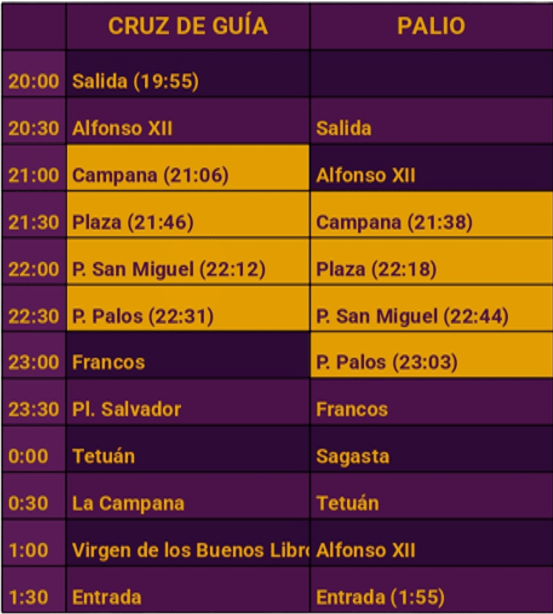 CRUZ DE GUÍA PALIO
20:00 Salida (19:55)
20:30 Alfonso XII Salida
21:00 Campana (21:06) Alfonso XII
21:30 Plaza (21:46) Campana (21:38)
22:00 P. San Miguel (22:12) Plaza (22:18)
22:30 P. Palos (22:31) P. San Miguel (22:44)
23:00 Francos P. Palos (23:03)
23:30 Pl. Salvador Francos
0:00 Tetuán Sagasta
0:30 La Campana Tetuán
1:00 Virgen de los Buenos Libro Alfonso XII
1:30 Entrada Entrada (1:55)